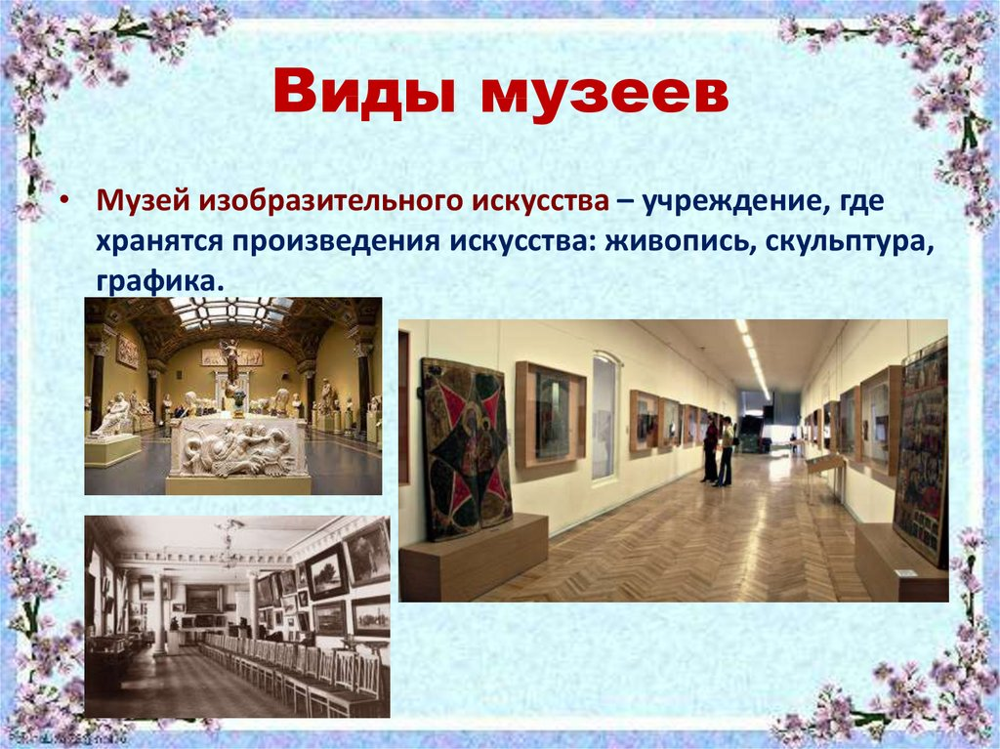 Виды музеев
• Музей изобразительного искусства – учреждение, где
хранятся произведения искусства: живопись, скульптура,
графика.